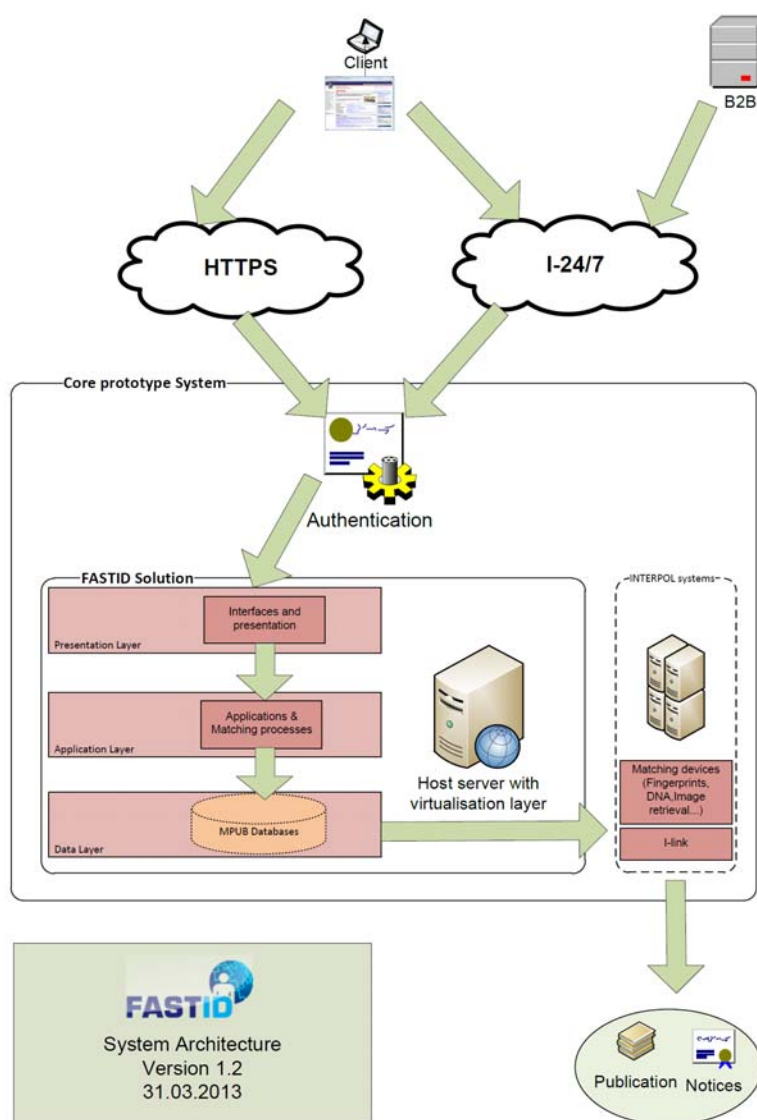 Client
B2B
HTTPS
I-24/7
Core prototype System
Authentication
FASTID Solution
INTERPOL systems
Interfaces and
presentation
Presentation Layer
Applications &
Matching processes
Application Layer
Host server with
virtualisation layer
Matching devices
(Fingerprints,
DNA,Image
retrieval...)
I-link
MPUB Databases
Data Layer
FASTID
System Architecture
Version 1.2
31.03.2013
Publication
Notices